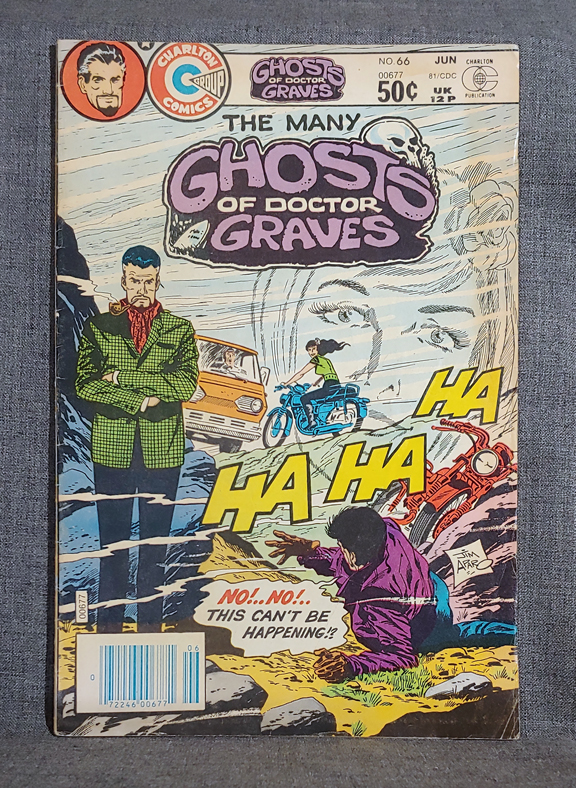 CHARLTON
C GROUP
COMICS
GHOSTS
OF DOCTOR
GRAVES
NO. 66 JUN
00677 81/CDC
50¢ UK
12P
CHARLTON
C
PUBLICATION
THE MANY
GHOSTS
OF DOCTOR
GRAVES
HA
HA
HA
JIM
APARO
NO!..NO!..
THIS CAN'T BE
HAPPENING!?
00677
06
0
72246 00677